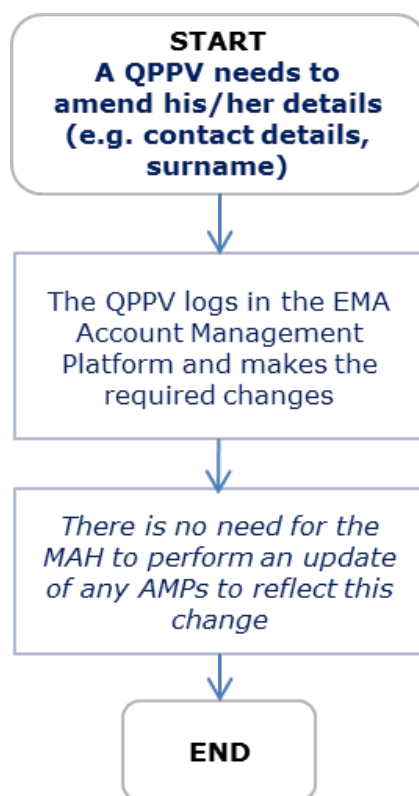 START
A QPPV needs to
amend his/her details
(e.g. contact details,
surname)
The QPPV logs in the EMA
Account Management
Platform and makes the
required changes
There is no need for the
MAH to perform an update
of any AMPs to reflect this
change
END